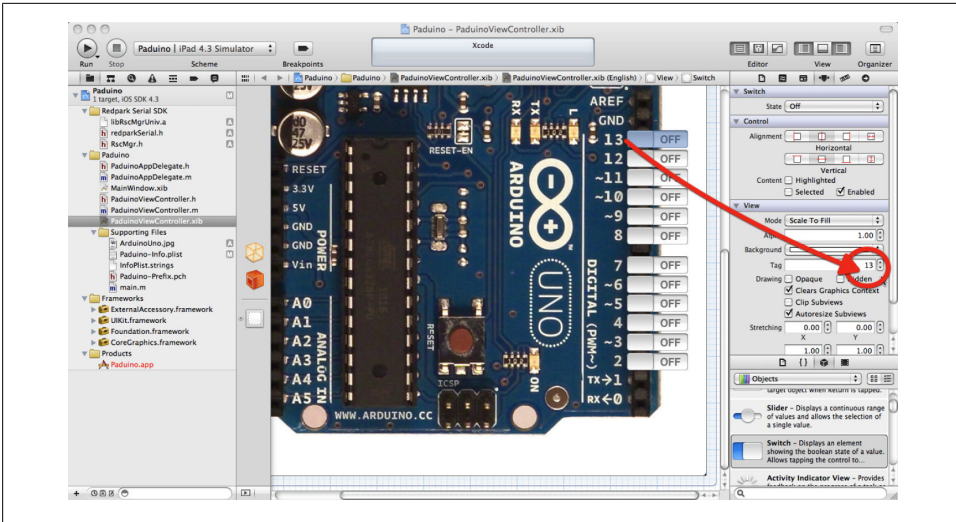 Paduino – PaduinoViewController.xib
Run Stop
Paduino | iPad 4.3 Simulator
Scheme
Breakpoints
Xcode
Editor View Organizer
Paduino
1 target, iOS SDK 4.3
Redpark Serial SDK
libRscMgrUniv.a
redparkSerial.h
RscMgr.h
Paduino
PaduinoAppDelegate.h
PaduinoAppDelegate.m
MainWindow.xib
PaduinoViewController.h
PaduinoViewController.m
PaduinoViewController.xib
Supporting Files
ArduinoUno.jpg
Paduino-Info.plist
InfoPlist.strings
Paduino-Prefix.pch
main.m
Frameworks
ExternalAccessory.framework
UIKit.framework
Foundation.framework
CoreGraphics.framework
Products
Paduino.app
Paduino Paduino PaduinoViewController.xib PaduinoViewController.xib (English) View Switch
47
25V
RESET-EN
RX
TX
L
RESET
3.3V
5V
GND
GND
Vin
POWER
A0
A1
A2
A3
A4
A5
ANALOG IN
RESET
ICSP
WWW.ARDUINO.CC
ARDUINO
TM
UNO
ON
AREF
GND
13 OFF
12 OFF
~11 OFF
~10 OFF
~9 OFF
8 OFF
7 OFF
~6 OFF
~5 OFF
4 OFF
~3 OFF
2 OFF
TX→1
RX←0
DIGITAL (PWM~)
Switch
State Off
Control
Alignment
Horizontal
Vertical
Content Highlighted
Selected Enabled
View
Mode Scale To Fill
1.00
Background
Tag 13
Drawing Opaque
Clears Graphics Context
Clip Subviews
Autoresize Subviews
Stretching 0.00 0.00
X Y
1.00 1.00
Objects
target object when Return is tapped.
Slider – Displays a continuous range
of values and allows the selection of
a single value.
Switch – Displays an element
showing the boolean state of a value.
Allows tapping the control to...
Activity Indicator View – Provides